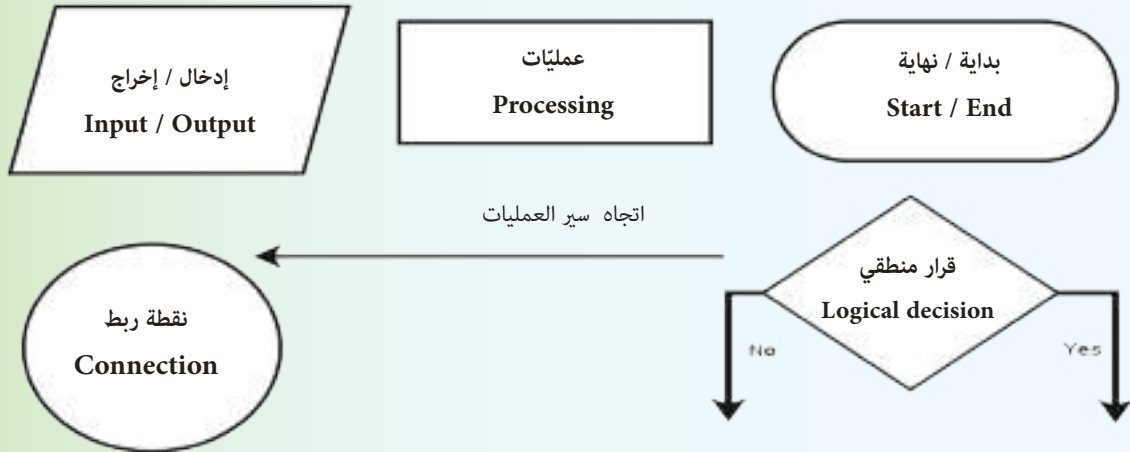 بداية / نهاية
Start / End
عمليّات
Processing
إدخال / إخراج
Input / Output
اتجاه سير العمليات
قرار منطقي
Logical decision
Yes
No
نقطة ربط
Connection